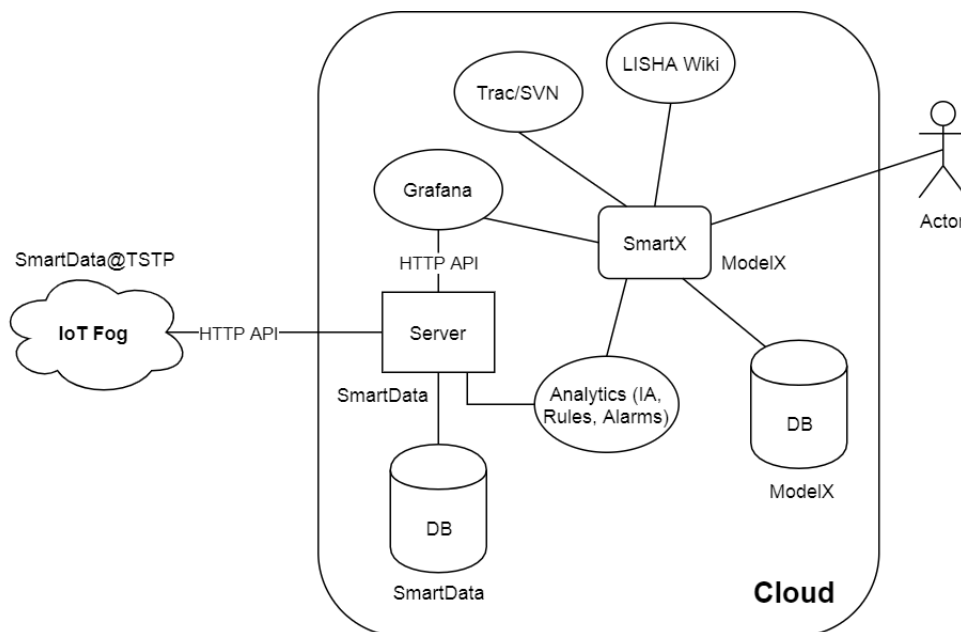 LISHA Wiki
Trac/SVN
Grafana
SmartX
ModelX
Actor
SmartData@TSTP
IoT Fog
HTTP API
HTTP API
Server
SmartData
Analytics (IA,
Rules, Alarms)
DB
ModelX
DB
SmartData
Cloud